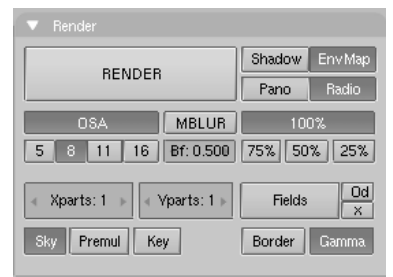 Render
RENDER
Shadow EnvMap
Pano Radio
OSA MBLUR 100%
5 8 11 16 Bf: 0.500 75% 50% 25%
Xparts: 1 Yparts: 1 Fields Od
X
Sky Premul Key Border Gamma